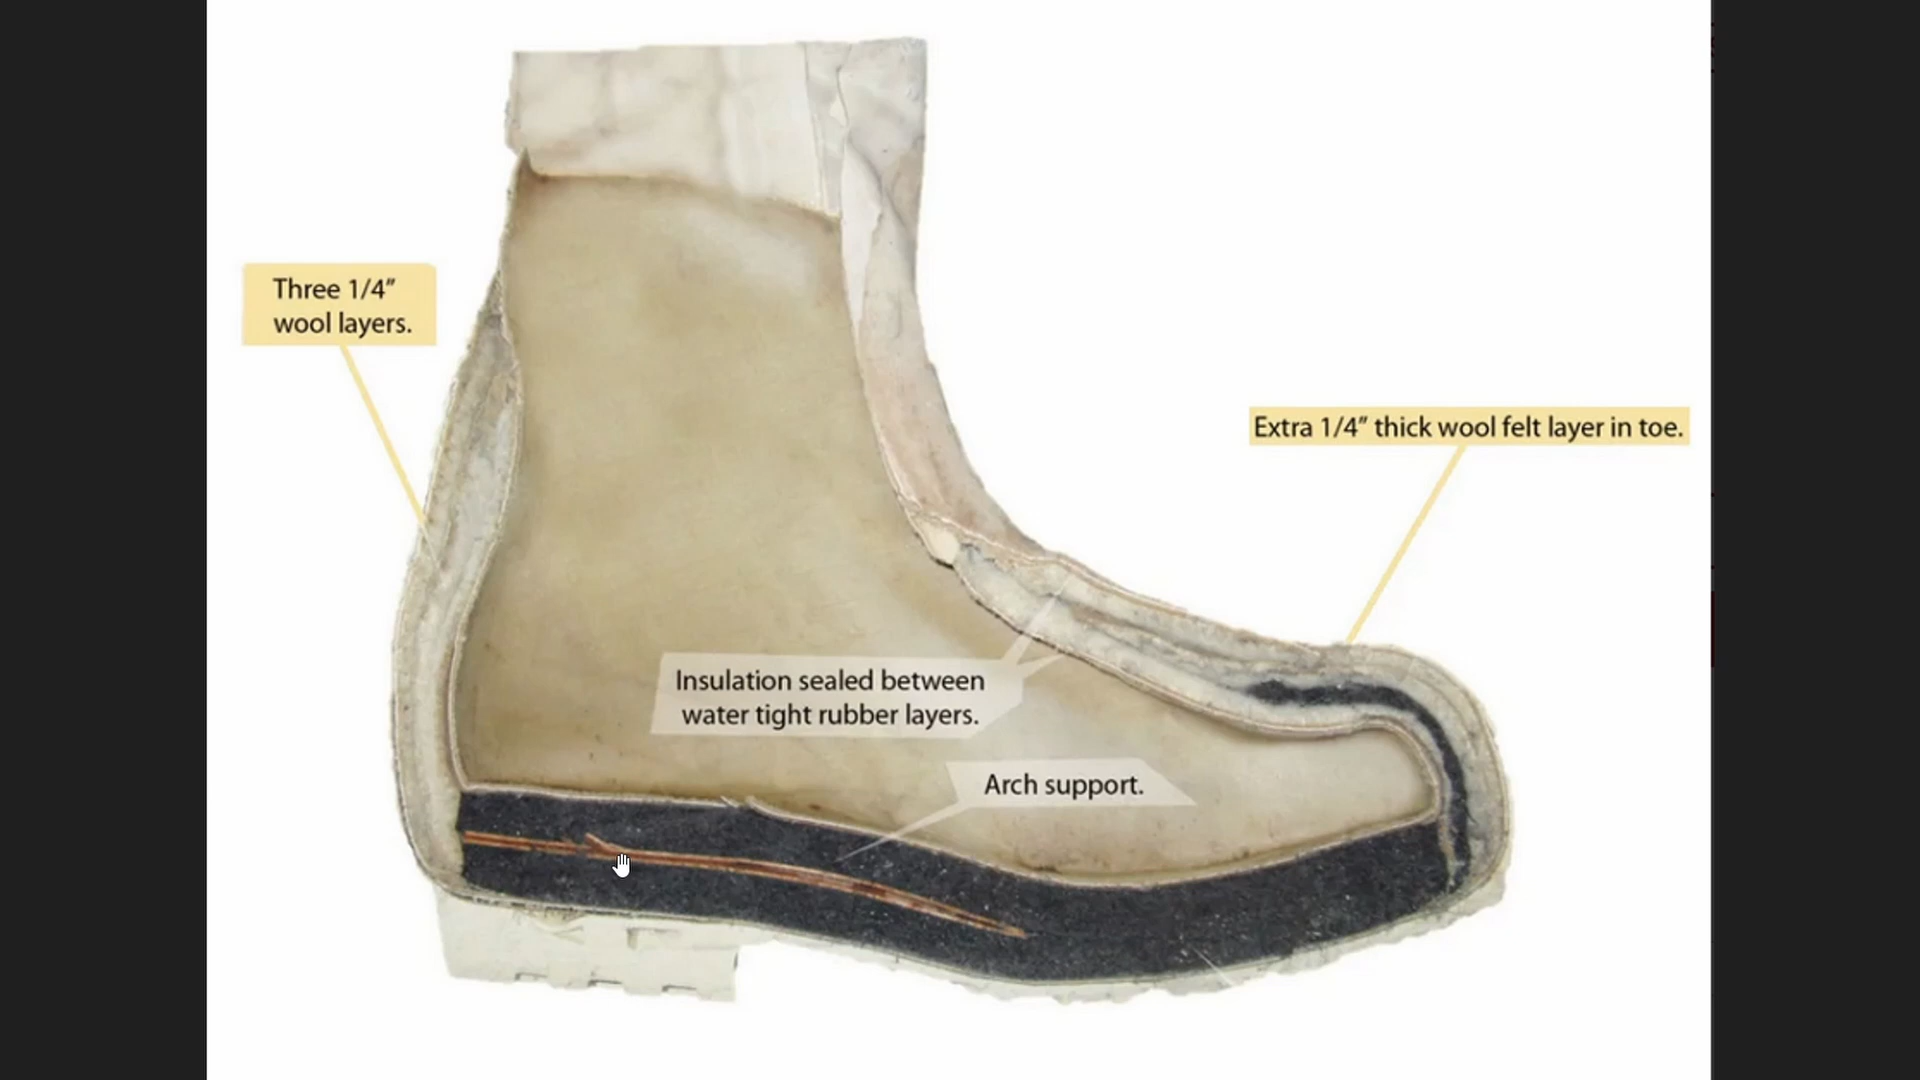 Three 1/4”
wool layers.
Extra 1/4” thick wool felt layer in toe.
Insulation sealed between
water tight rubber layers.
Arch support.